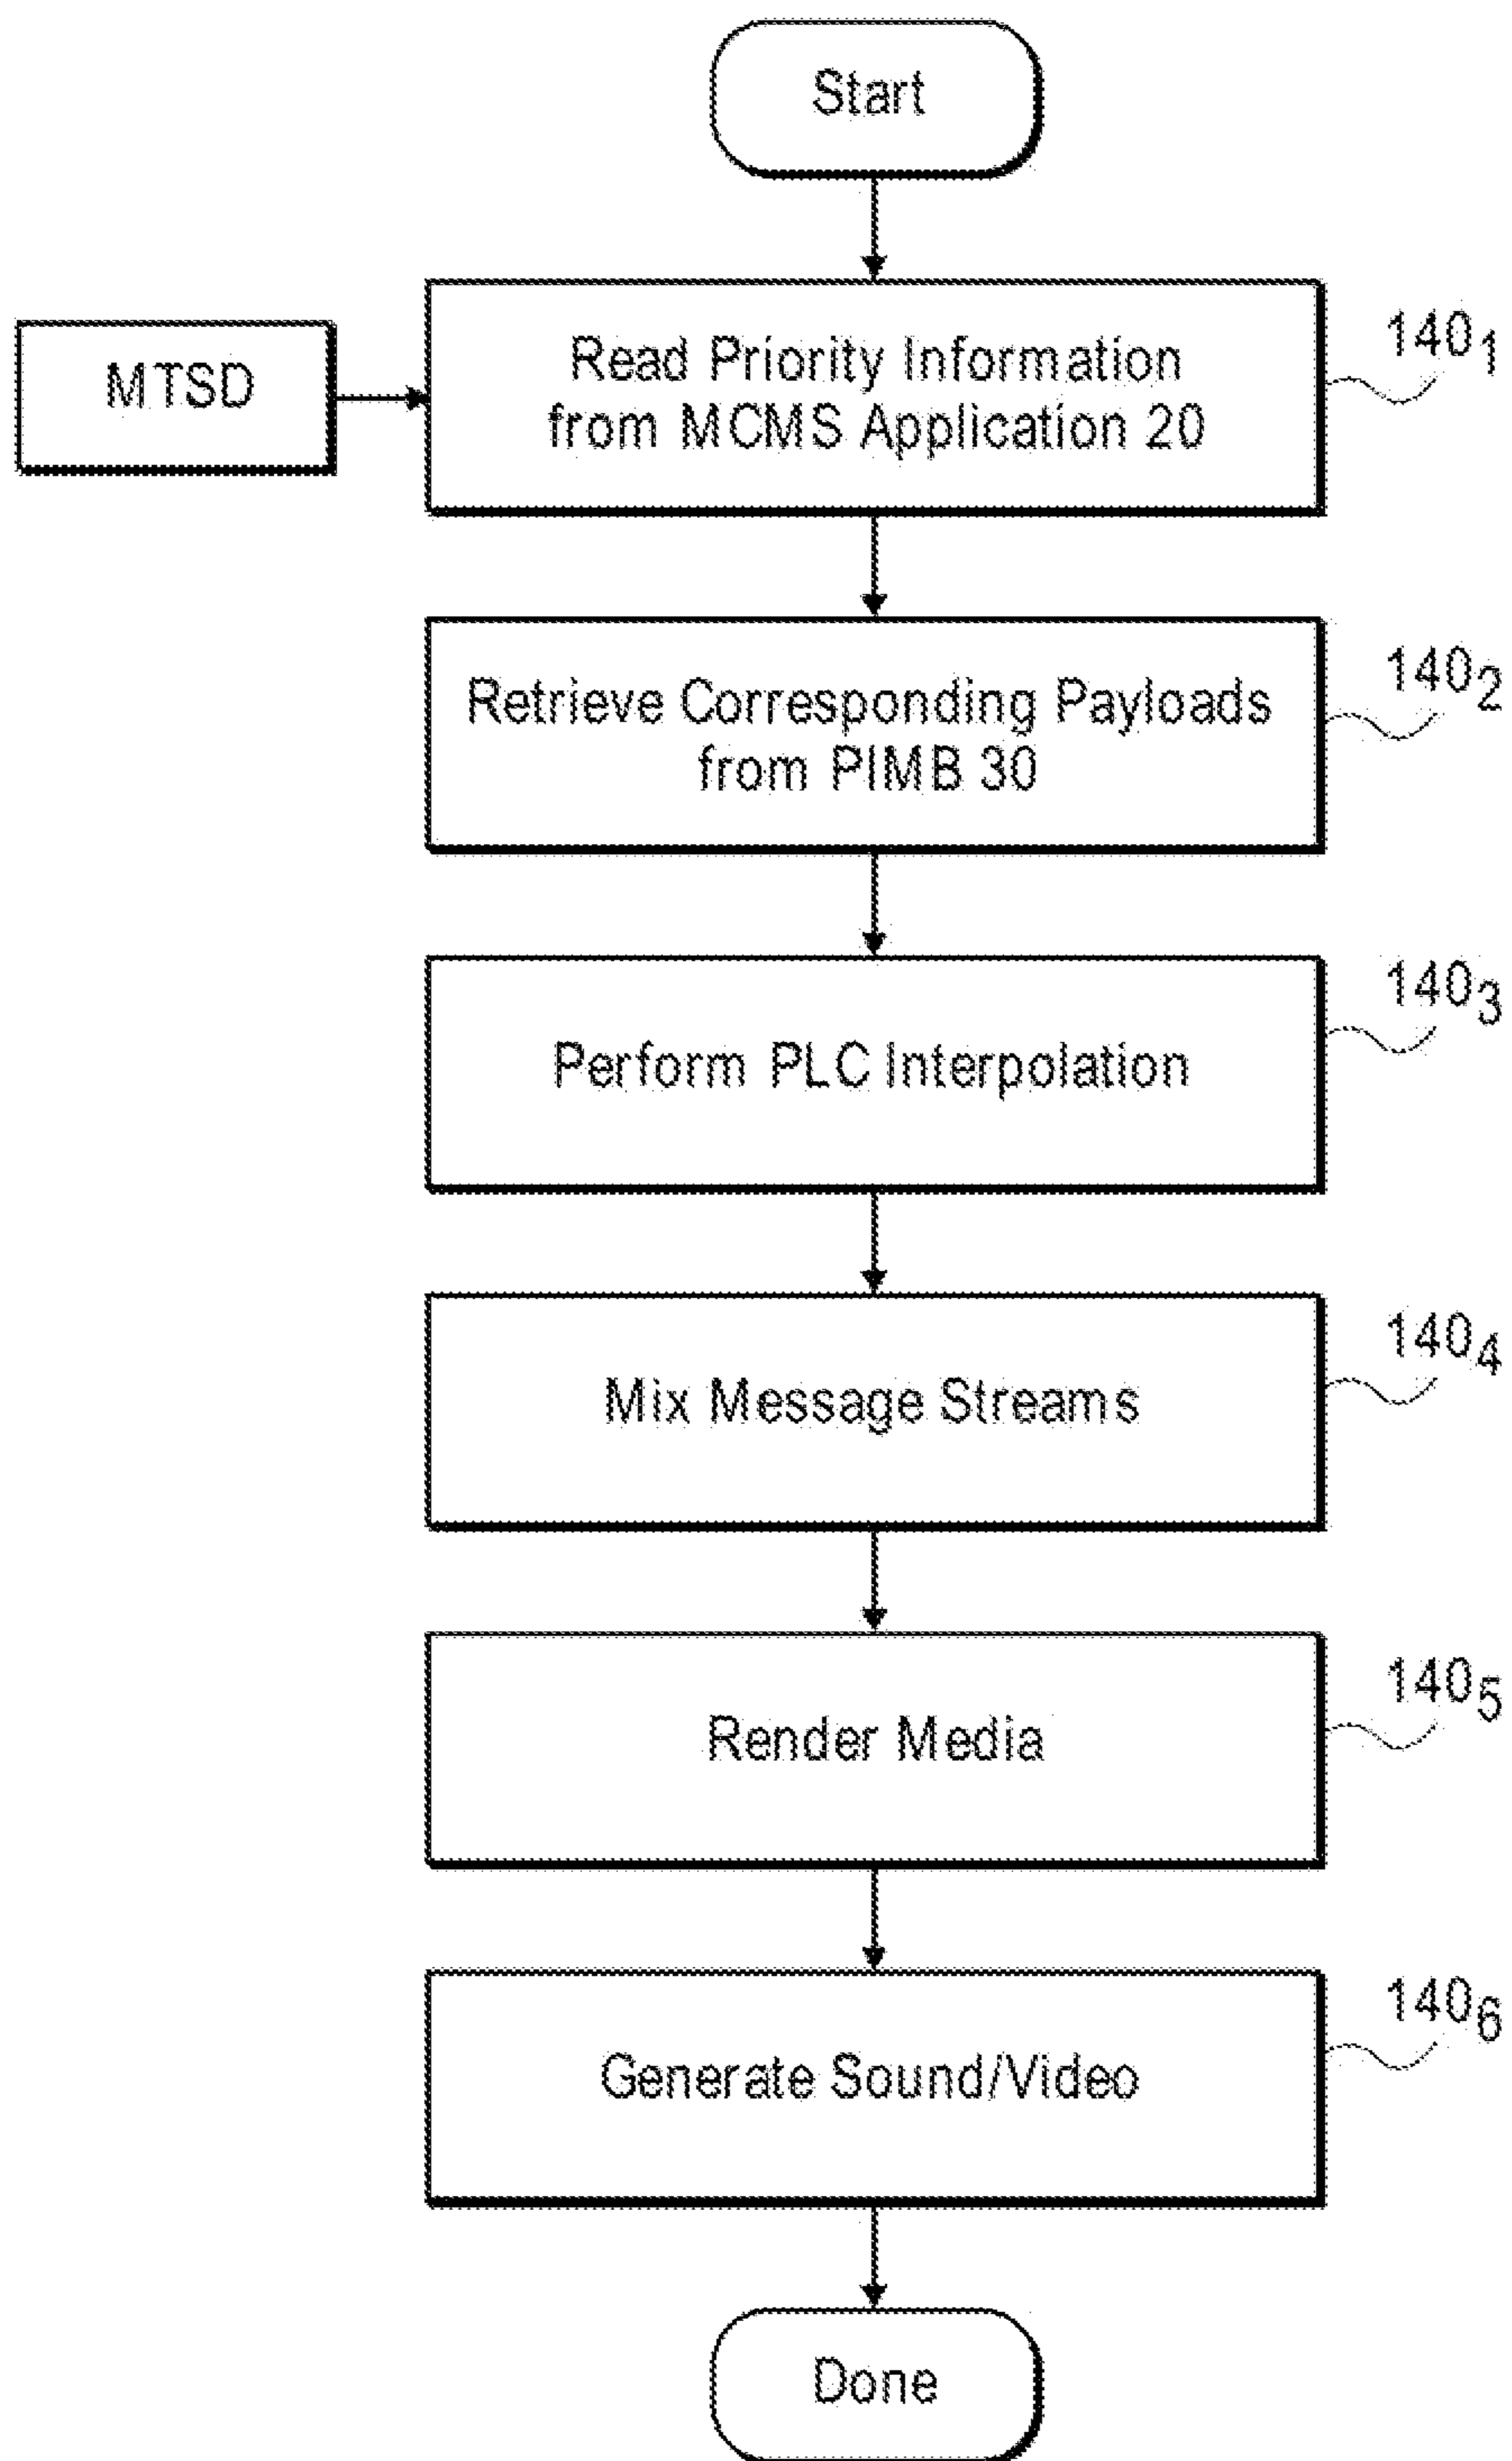 Start
MTSD
Read Priority Information
from MCMS Application 20
140₁
Retrieve Corresponding Payloads
from PIMB 30
140₂
Perform PLC Interpolation
140₃
Mix Message Streams
140₄
Render Media
140₅
Generate Sound/Video
140₆
Done